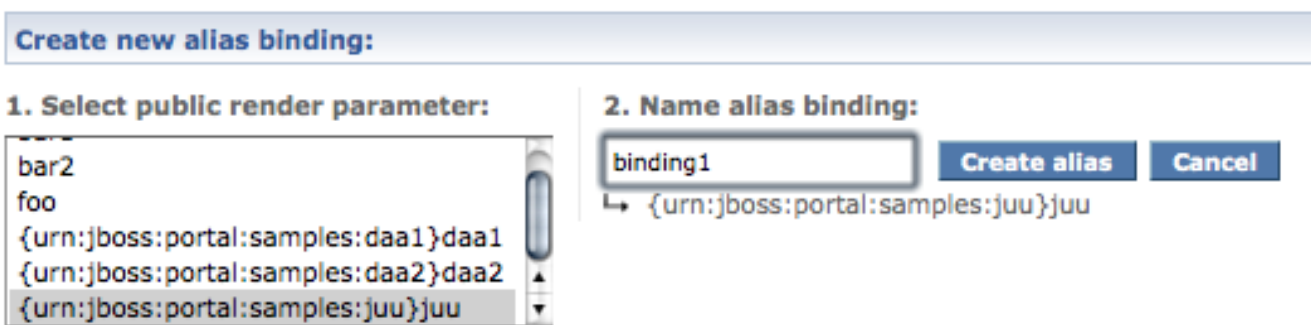 Create new alias binding:
1. Select public render parameter:
bar2
foo
{urn:jboss:portal:samples:daa1}daa1
{urn:jboss:portal:samples:daa2}daa2
{urn:jboss:portal:samples:juu}juu
2. Name alias binding:
binding1 Create alias Cancel
{urn:jboss:portal:samples:juu}juu